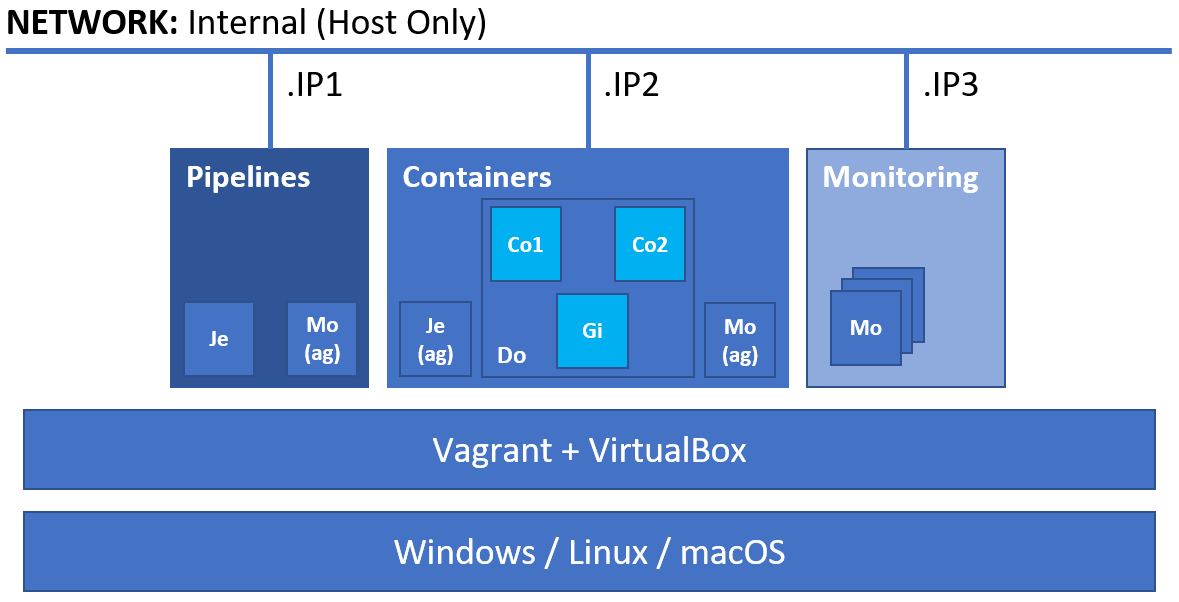 NETWORK: Internal (Host Only)
.IP1
.IP2
.IP3
Pipelines
Containers
Monitoring
Co1
Co2
Je
Mo
(ag)
Je
(ag)
Do
Gi
Mo
(ag)
Mo
Vagrant + VirtualBox
Windows / Linux / macOS